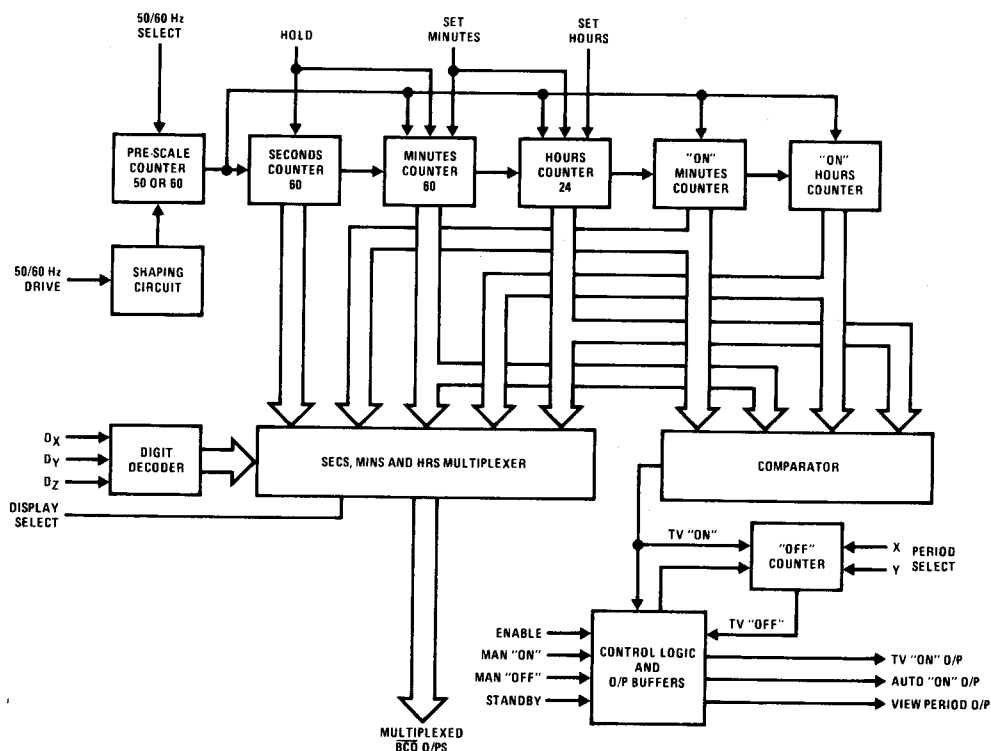 50/60 Hz
SELECT
HOLD
SET
MINUTES
SET
HOURS
PRE-SCALE
COUNTER
50 OR 60
SECONDS
COUNTER
60
MINUTES
COUNTER
60
HOURS
COUNTER
24
"ON"
MINUTES
COUNTER
"ON"
HOURS
COUNTER
50/60 Hz
DRIVE
SHAPING
CIRCUIT
DX
DY
DZ
DIGIT
DECODER
SECS, MINS AND HRS MULTIPLEXER
COMPARATOR
DISPLAY
SELECT
TV "ON"
"OFF"
COUNTER
X
Y
PERIOD
SELECT
TV "OFF"
ENABLE
MAN "ON"
MAN "OFF"
STANDBY
CONTROL LOGIC
AND
O/P BUFFERS
TV "ON" O/P
AUTO "ON" O/P
VIEW PERIOD O/P
MULTIPLEXED
B̅C̅D̅ O/PS